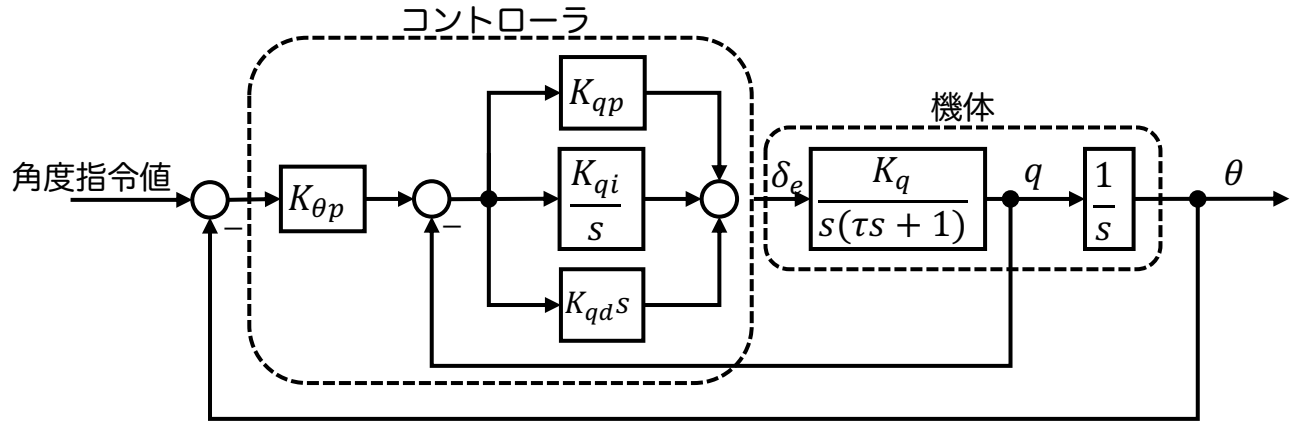 コントローラ
機体
角度指令値
K_{θp}
K_{qp}
K_{qi}
s
K_{qd}s
δ_e
K_q
s(τs + 1)
q
1
s
θ
−
−